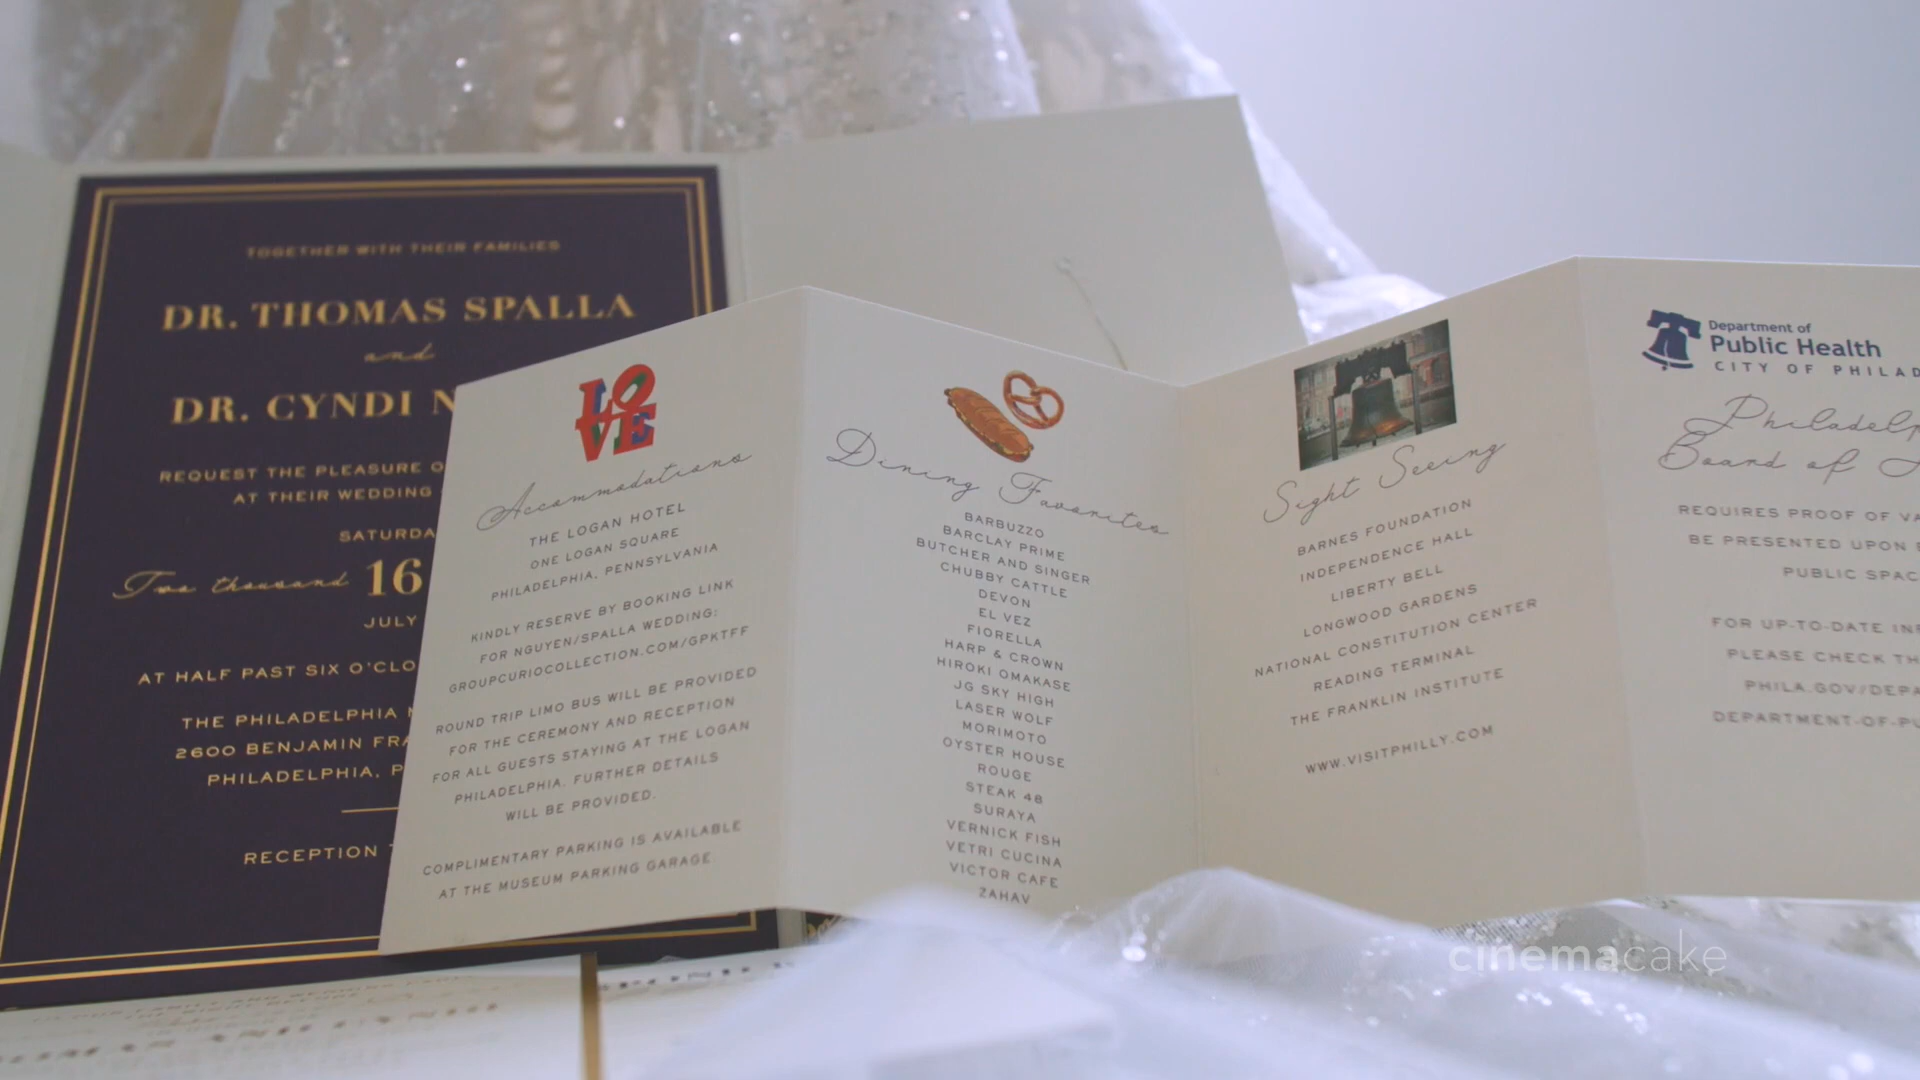 TOGETHER WITH THEIR FAMILIES
DR. THOMAS SPALLA
and
DR. CYNDI N
REQUEST THE PLEASURE O
AT THEIR WEDDING
SATURDA
Two thousand 16
JULY
AT HALF PAST SIX O'CLO
THE PHILADELPHIA
2600 BENJAMIN FRA
PHILADELPHIA, P
RECEPTION
LOVE
Accommodations
THE LOGAN HOTEL
ONE LOGAN SQUARE
PHILADELPHIA, PENNSYLVANIA
KINDLY RESERVE BY BOOKING LINK
FOR NGUYEN/SPALLA WEDDING:
GROUPCURIOCOLLECTION.COM/GPKTFF
ROUND TRIP LIMO BUS WILL BE PROVIDED
FOR THE CEREMONY AND RECEPTION
FOR ALL GUESTS STAYING AT THE LOGAN
PHILADELPHIA. FURTHER DETAILS
WILL BE PROVIDED.
COMPLIMENTARY PARKING IS AVAILABLE
AT THE MUSEUM PARKING GARAGE.
Dining Favorites
BARBUZZO
BARCLAY PRIME
BUTCHER AND SINGER
CHUBBY CATTLE
DEVON
EL VEZ
FIORELLA
HARP & CROWN
HIROKI OMAKASE
JG SKY HIGH
LASER WOLF
MORIMOTO
OYSTER HOUSE
ROUGE
STEAK 48
SURAYA
VERNICK FISH
VETRI CUCINA
VICTOR CAFE
ZAHAV
Sight Seeing
BARNES FOUNDATION
INDEPENDENCE HALL
LIBERTY BELL
LONGWOOD GARDENS
NATIONAL CONSTITUTION CENTER
READING TERMINAL
THE FRANKLIN INSTITUTE
WWW.VISITPHILLY.COM
Department of
Public Health
CITY OF PHILAD
Philadelp
Board of
REQUIRES PROOF OF VA
BE PRESENTED UPON
PUBLIC SPAC
FOR UP-TO-DATE IN
PLEASE CHECK TH
PHILA.GOV/DEPA
DEPARTMENT-OF-PU
cinemacake